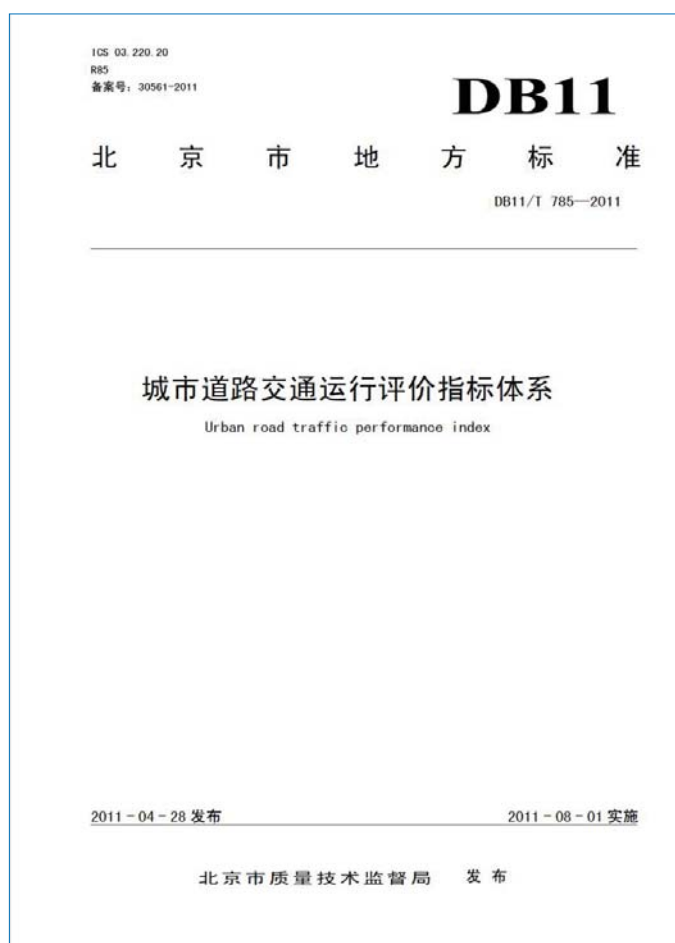 ICS 03.220.20
R85
备案号：30561-2011
DB11
北京市地方标准
DB11/T 785—2011
城市道路交通运行评价指标体系
Urban road traffic performance index
2011-04-28 发布
2011-08-01 实施
北京市质量技术监督局 发布